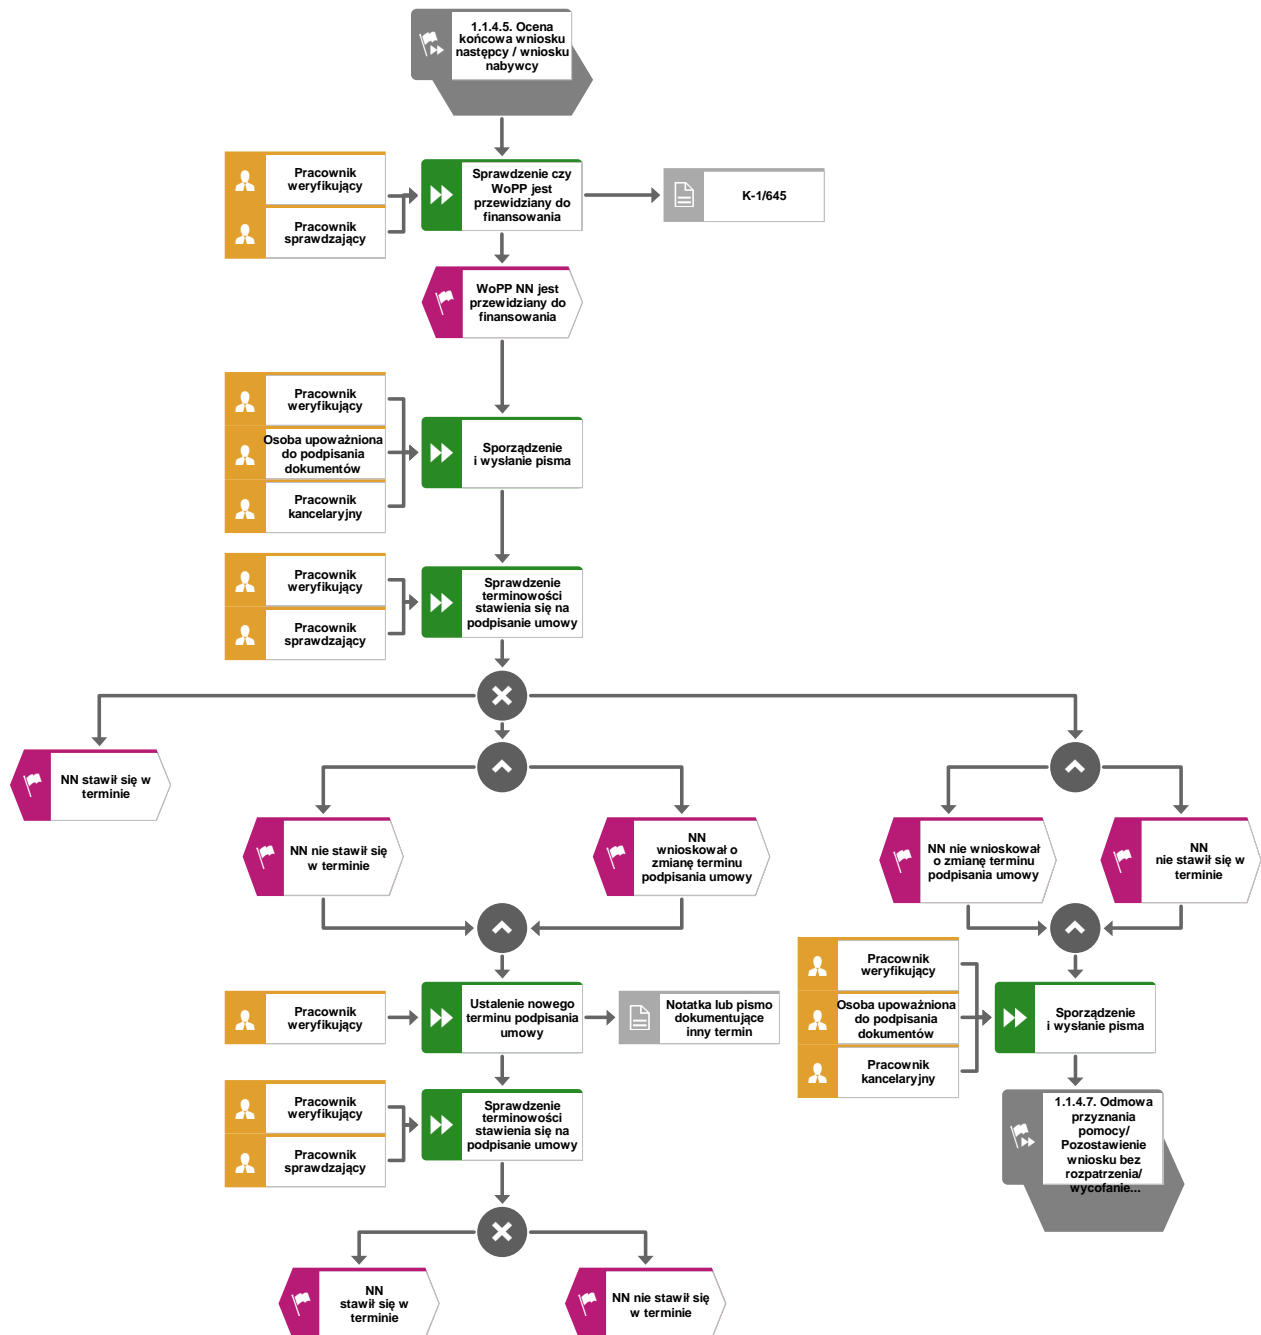 1.1.4.5. Ocena
końcowa wniosku
następcy / wniosku
nabywcy
Pracownik
weryfikujący
Pracownik
sprawdzający
Sprawdzenie czy
WoPP jest
przewidziany do
finansowania
K-1/645
WoPP NN jest
przewidziany do
finansowania
Pracownik
weryfikujący
Osoba upoważniona
do podpisania
dokumentów
Pracownik
kancelaryjny
Sporządzenie
i wysłanie pisma
Pracownik
weryfikujący
Pracownik
sprawdzający
Sprawdzenie
terminowości
stawienia się na
podpisanie umowy
NN stawił się w
terminie
NN nie stawił się
w terminie
NN
wnioskował o
zmianę terminu
podpisania umowy
NN nie wnioskował
o zmianę terminu
podpisania umowy
NN
nie stawił się w
terminie
Pracownik
weryfikujący
Ustalenie nowego
terminu podpisania
umowy
Notatka lub pismo
dokumentujące
inny termin
Pracownik
weryfikujący
Osoba upoważniona
do podpisania
dokumentów
Pracownik
kancelaryjny
Sporządzenie
i wysłanie pisma
Pracownik
weryfikujący
Pracownik
sprawdzający
Sprawdzenie
terminowości
stawienia się na
podpisanie umowy
1.1.4.7. Odmowa
przyznania
pomocy/
Pozostawienie
wniosku bez
rozpatrzenia/
wycofanie...
NN
stawił się w
terminie
NN nie stawił się
w terminie